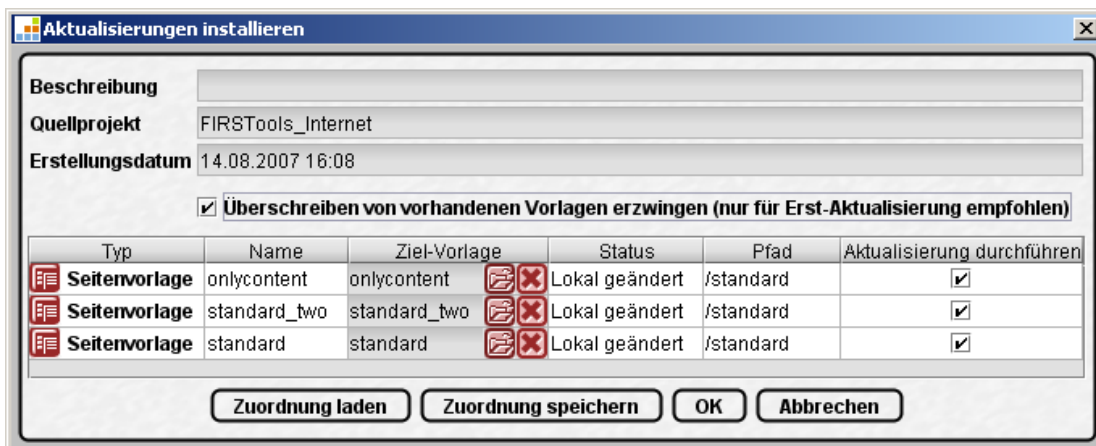 Aktualisierungen installieren
Beschreibung
Quellprojekt FIRSTools_Internet
Erstellungsdatum 14.08.2007 16:08
Überschreiben von vorhandenen Vorlagen erzwingen (nur für Erst-Aktualisierung empfohlen)
Typ Name Ziel-Vorlage Status Pfad Aktualisierung durchführen
Seitenvorlage onlycontent onlycontent Lokal geändert /standard
Seitenvorlage standard_two standard_two Lokal geändert /standard
Seitenvorlage standard standard Lokal geändert /standard
Zuordnung laden Zuordnung speichern OK Abbrechen